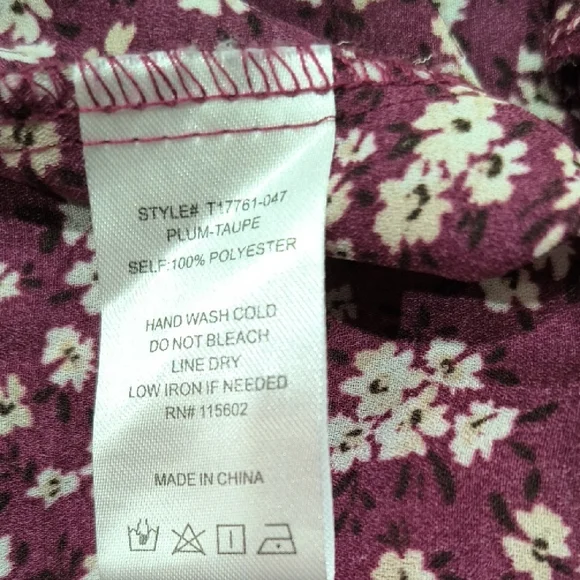 STYLE# T17761-047
PLUM-TAUPE
SELF:100% POLYESTER
HAND WASH COLD
DO NOT BLEACH
LINE DRY
LOW IRON IF NEEDED
RN# 115602
MADE IN CHINA